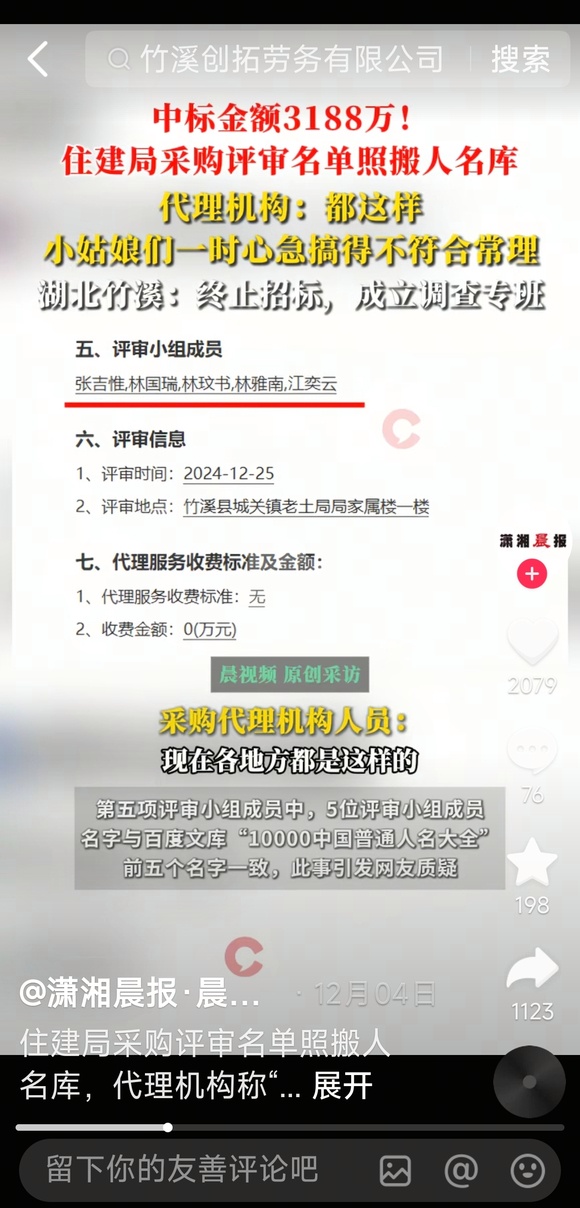 竹溪创拓劳务有限公司
搜索
中标金额3188万！
住建局采购评审名单照搬人名库
代理机构：都这样
小姑娘们一时心急搞得不符合常理
湖北竹溪：终止招标，成立调查专班
五、评审小组成员
张吉惟,林国瑞,林玟书,林雅南,江奕云
六、评审信息
1、评审时间：2024-12-25
2、评审地点：竹溪县城关镇老土局局家属楼一楼
七、代理服务收费标准及金额：
1、代理服务收费标准：无
2、收费金额：0(万元)
潇湘晨报
2079
76
198
1123
晨视频 原创采访
采购代理机构人员：
现在各地方都是这样的
第五项评审小组成员中，5位评审小组成员
名字与百度文库“10000中国普通人名大全”
前五个名字一致，此事引发网友质疑
@潇湘晨报·晨... · 12月04日
住建局采购评审名单照搬人
名库，代理机构称“... 展开
留下你的友善评论吧